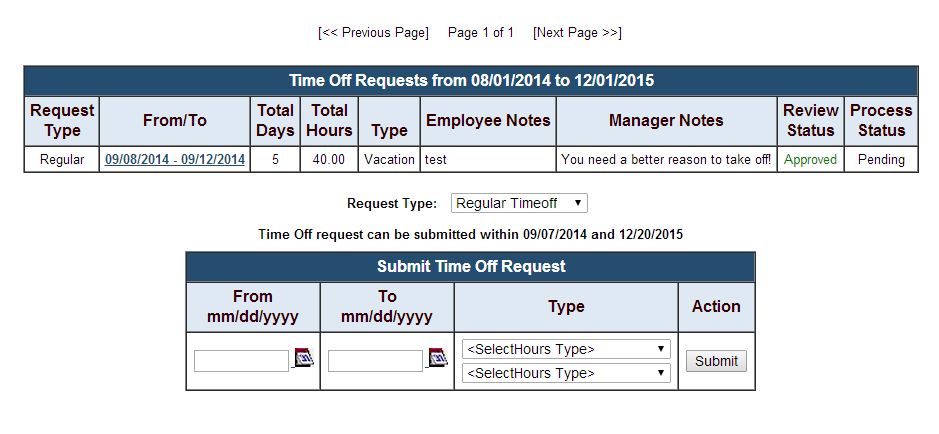 [<< Previous Page] Page 1 of 1 [Next Page >>]
Time Off Requests from 08/01/2014 to 12/01/2015
Request Type From/To Total Days Total Hours Type Employee Notes Manager Notes Review Status Process Status
Regular 09/08/2014 - 09/12/2014 5 40.00 Vacation test You need a better reason to take off! Approved Pending
Request Type: Regular Timeoff
Time Off request can be submitted within 09/07/2014 and 12/20/2015
Submit Time Off Request
From mm/dd/yyyy To mm/dd/yyyy Type Action
<SelectHours Type>
<SelectHours Type>
Submit